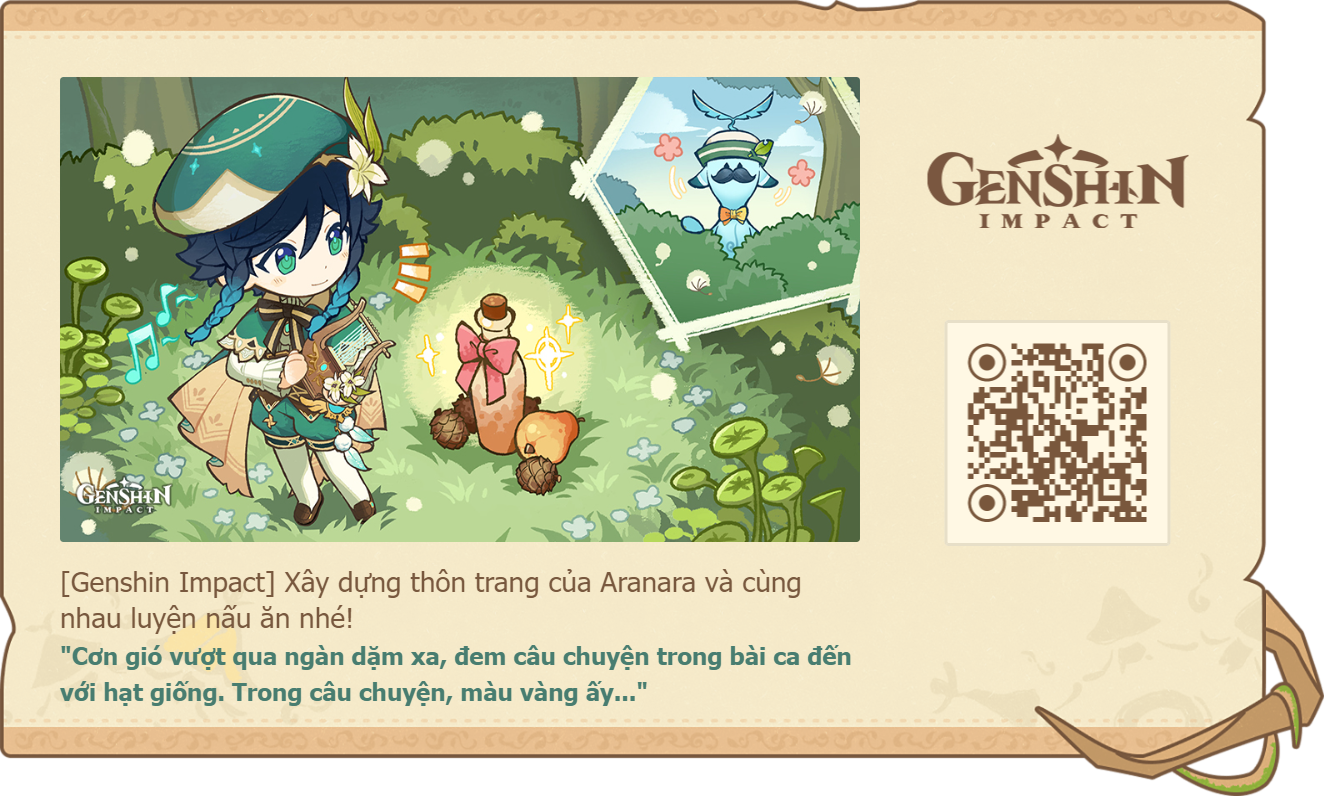 GENSHIN
IMPACT
GENSHIN
IMPACT
[Genshin Impact] Xây dựng thôn trang của Aranara và cùng
nhau luyện nấu ăn nhé!
"Cơn gió vượt qua ngàn dặm xa, đem câu chuyện trong bài ca đến
với hạt giống. Trong câu chuyện, màu vàng ấy..."